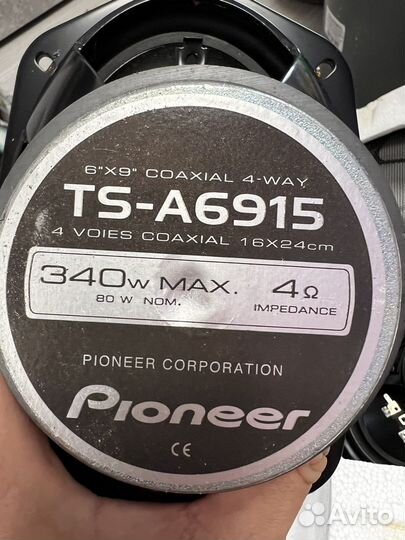 6"X9" COAXIAL 4-WAY
TS-A6915
4 VOIES COAXIAL 16X24cm
340W MAX. 4Ω
80 W NOM. IMPEDANCE
PIONEER CORPORATION
Pioneer
CE
Avito